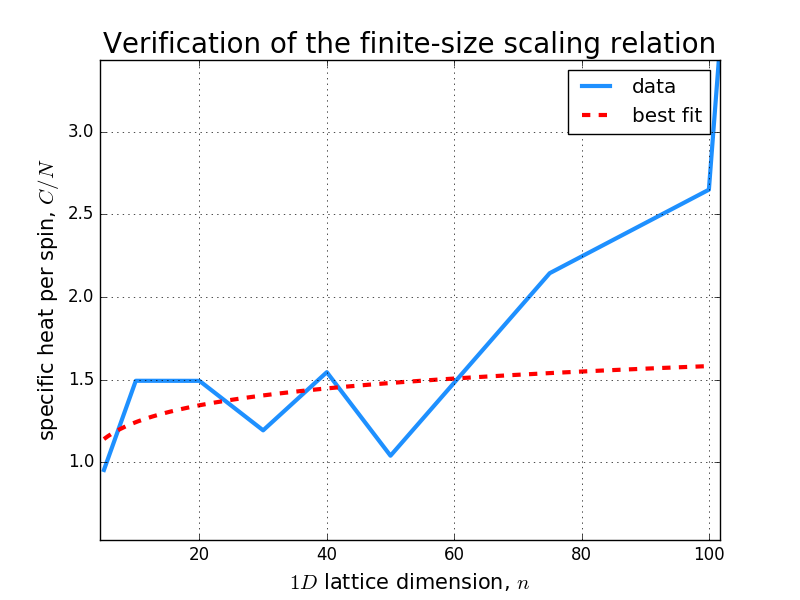 Verification of the finite-size scaling relation
data
best fit
specific heat per spin, C/N
3.0
2.5
2.0
1.5
1.0
20 40 60 80 100
1D lattice dimension, n